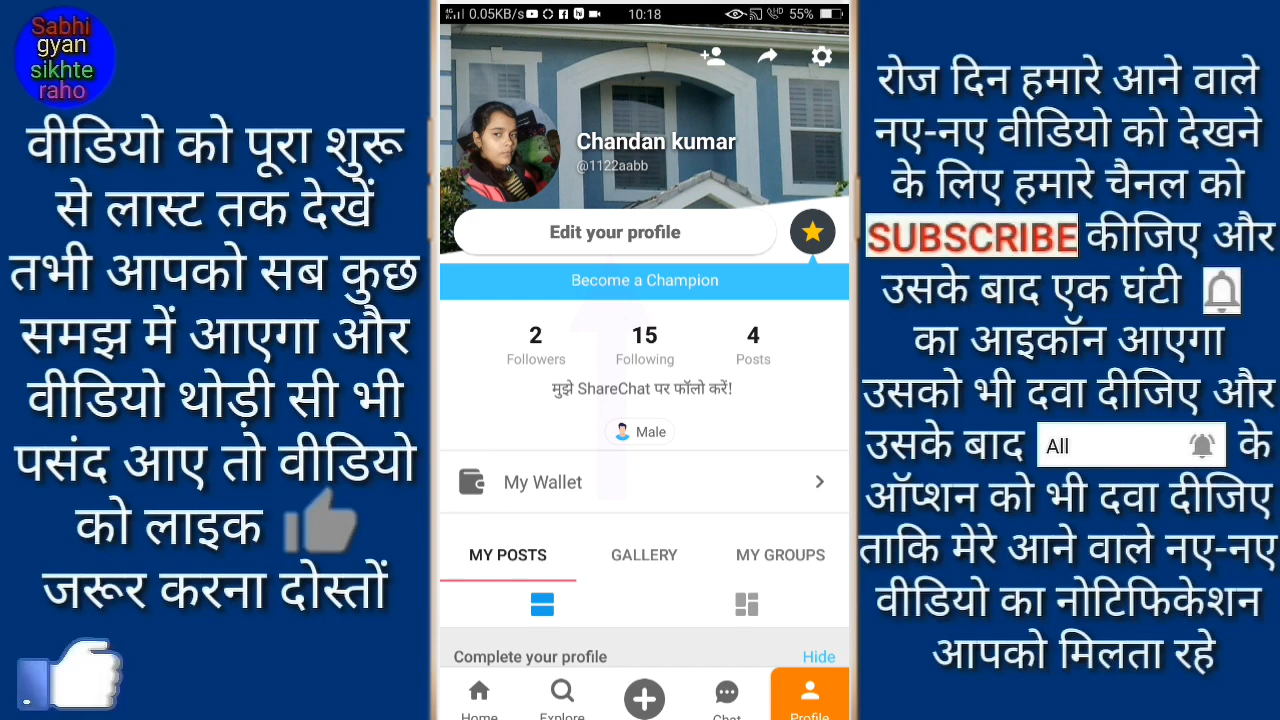 Sabhi
gyan
sikhte
raho
वीडियो को पूरा शुरू
से लास्ट तक देखें
तभी आपको सब कुछ
समझ में आएगा और
वीडियो थोड़ी सी भी
पसंद आए तो वीडियो
को लाइक
जरूर करना दोस्तों
0.05KB/s 10:18 55%
Chandan kumar
@1122aabb
Edit your profile
Become a Champion
2 15 4
Followers Following Posts
मुझे ShareChat पर फॉलो करें!
Male
My Wallet
MY POSTS GALLERY MY GROUPS
Complete your profile Hide
Home Explore Chat Profile
रोज दिन हमारे आने वाले
नए-नए वीडियो को देखने
के लिए हमारे चैनल को
SUBSCRIBE कीजिए और
उसके बाद एक घंटी
का आइकॉन आएगा
उसको भी दवा दीजिए और
उसके बाद All के
ऑप्शन को भी दवा दीजिए
ताकि मेरे आने वाले नए-नए
वीडियो का नोटिफिकेशन
आपको मिलता रहे